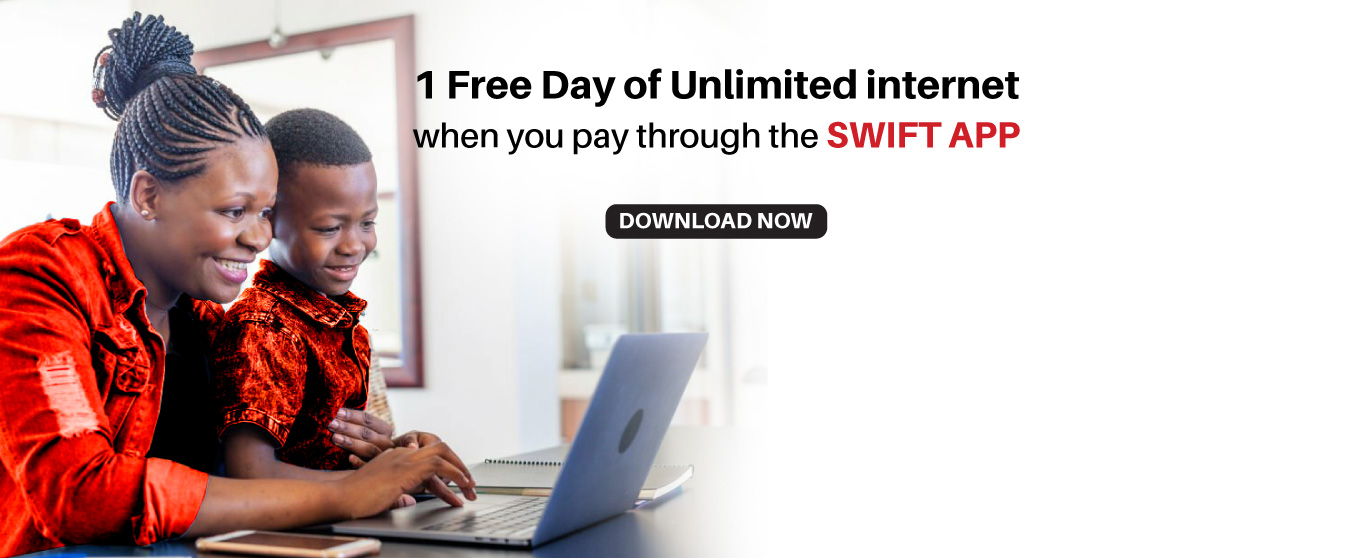 1 Free Day of Unlimited internet
when you pay through the SWIFT APP
DOWNLOAD NOW